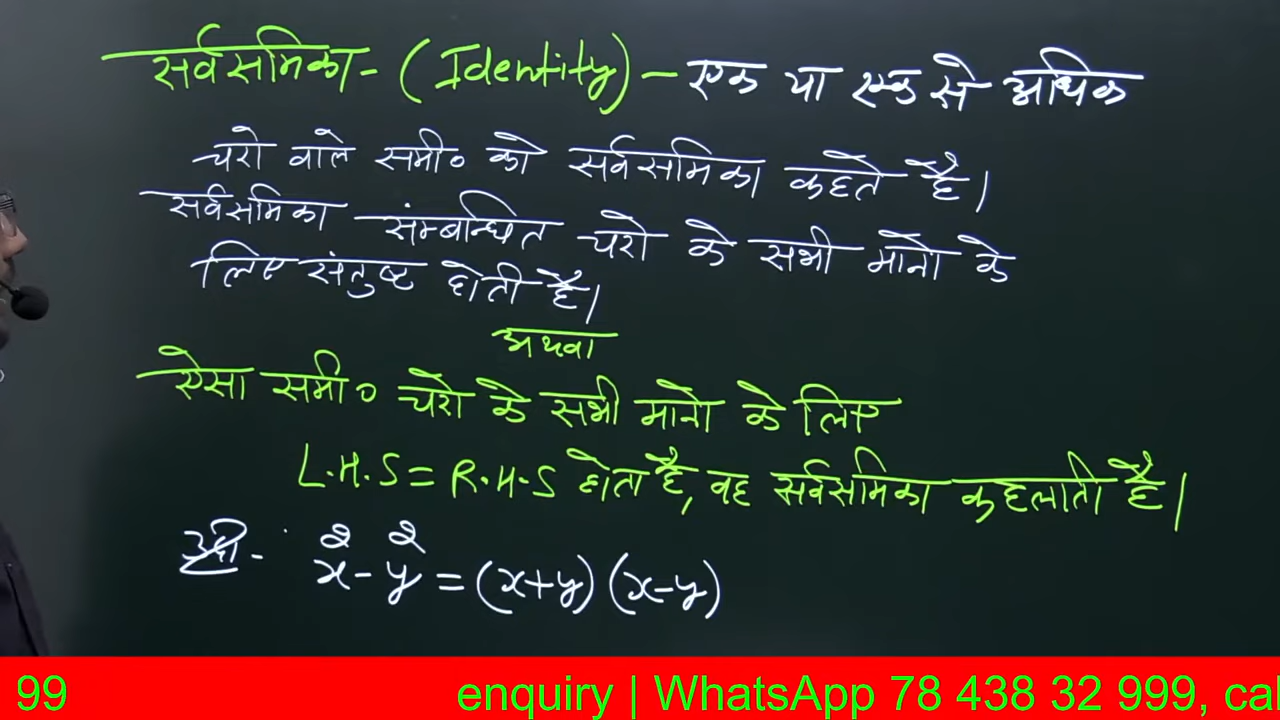 सर्वसमिका - (Identity) - एक या एक से अधिक
चरो वाले समी० को सर्वसमिका कहते है।
सर्वसमिका संम्बन्धित चरो के सभी मानो के
लिए संतुष्ट होती है।
अथवा
ऐसा समी० चरो के सभी मानो के लिए
L.H.S = R.H.S होता है, वह सर्वसमिका कहलाती है।
उदा - x² - y² = (x+y) (x-y)
99 enquiry | WhatsApp 78 438 32 999, cal